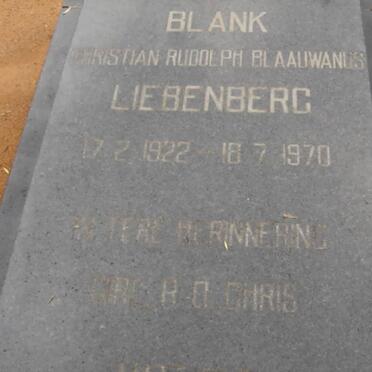 BLANK
CHRISTIAN RUDOLPH BLAAUWANUS
LIEBENBERG
17.2.1922 – 18.7.1970
IN TERE HERINNERING
CHRIS